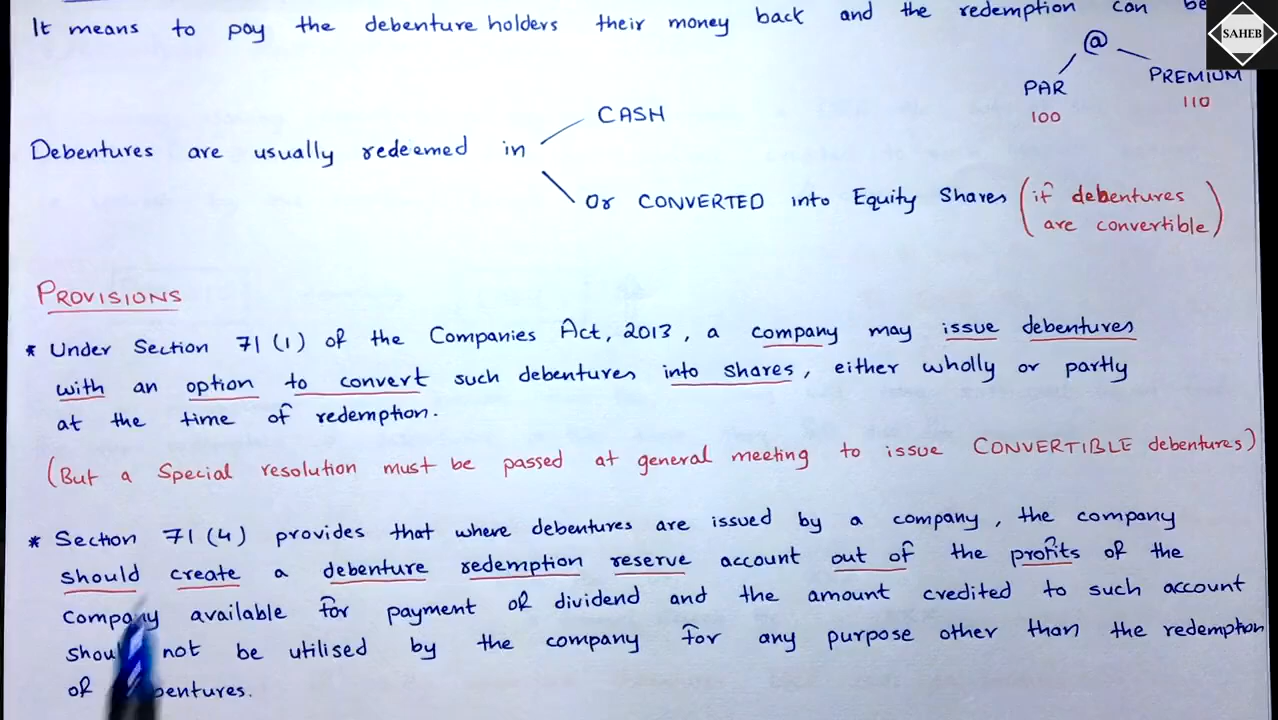 It means to pay the debenture holders their money back and the redemption can be
SAHEB
@
PAR
PREMIUM
100
110
CASH
Debentures are usually redeemed in
Or CONVERTED into Equity Shares (if debentures
are convertible)
PROVISIONS
* Under Section 71(1) of the Companies Act, 2013, a company may issue debentures
with an option to convert such debentures into shares, either wholly or partly
at the time of redemption.
(But a Special resolution must be passed at general meeting to issue CONVERTIBLE debentures)
* Section 71(4) provides that where debentures are issued by a company, the company
should create a debenture redemption reserve account out of the profits of the
company available for payment of dividend and the amount credited to such account
shou not be utilised by the company for any purpose other than the redemption
of bentures.